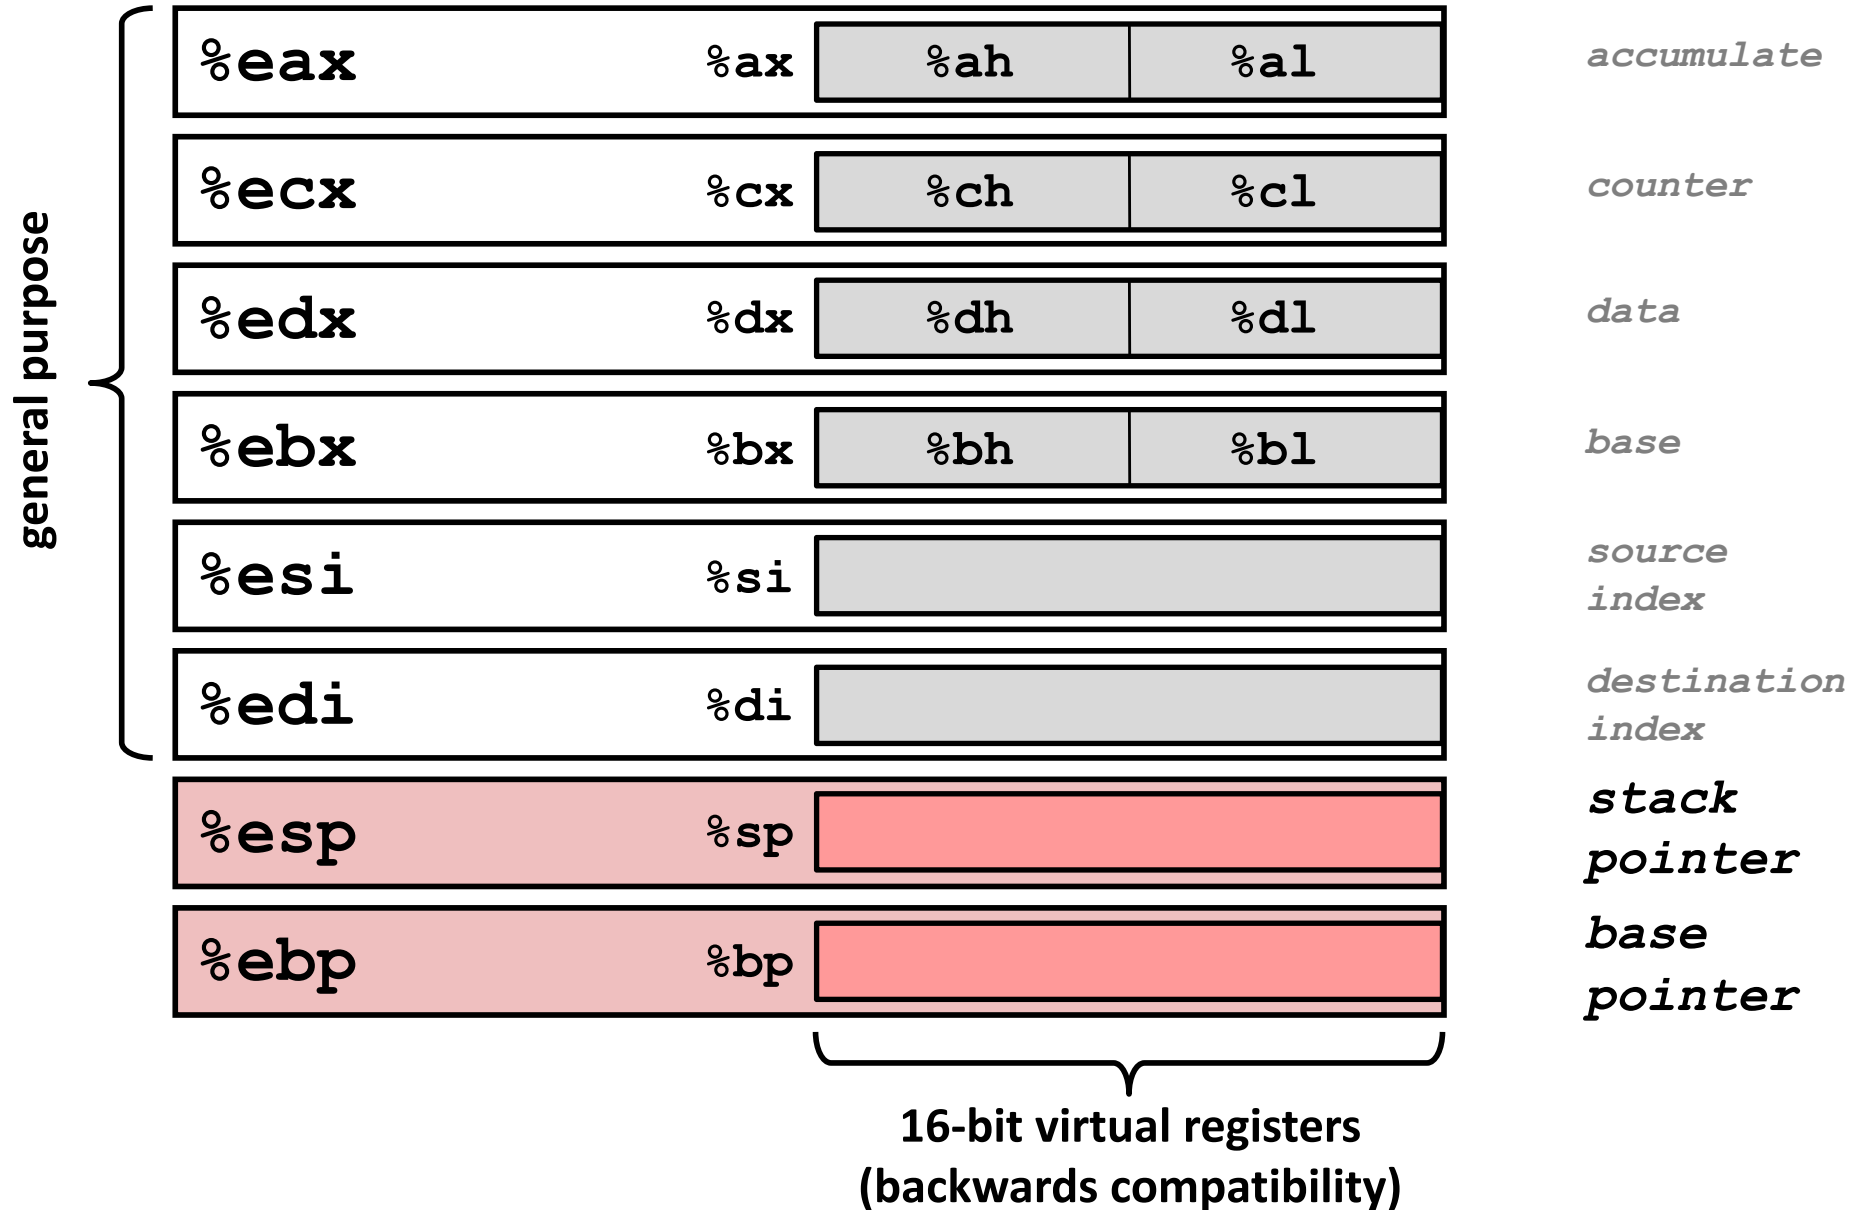 general purpose
%eax %ax %ah %al accumulate
%ecx %cx %ch %cl counter
%edx %dx %dh %dl data
%ebx %bx %bh %bl base
%esi %si source
index
%edi %di destination
index
%esp %sp stack
pointer
%ebp %bp base
pointer
16-bit virtual registers
(backwards compatibility)